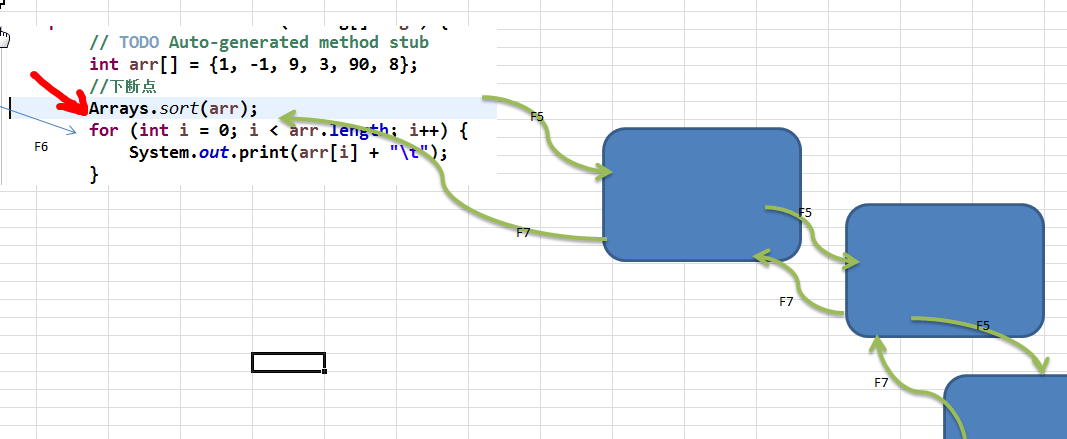 // TODO Auto-generated method stub
int arr[] = {1, -1, 9, 3, 90, 8};
//下断点
Arrays.sort(arr);
for (int i = 0; i < arr.length; i++) {
System.out.print(arr[i] + "\t");
}
F6
F5
F7
F5
F7
F5
F7